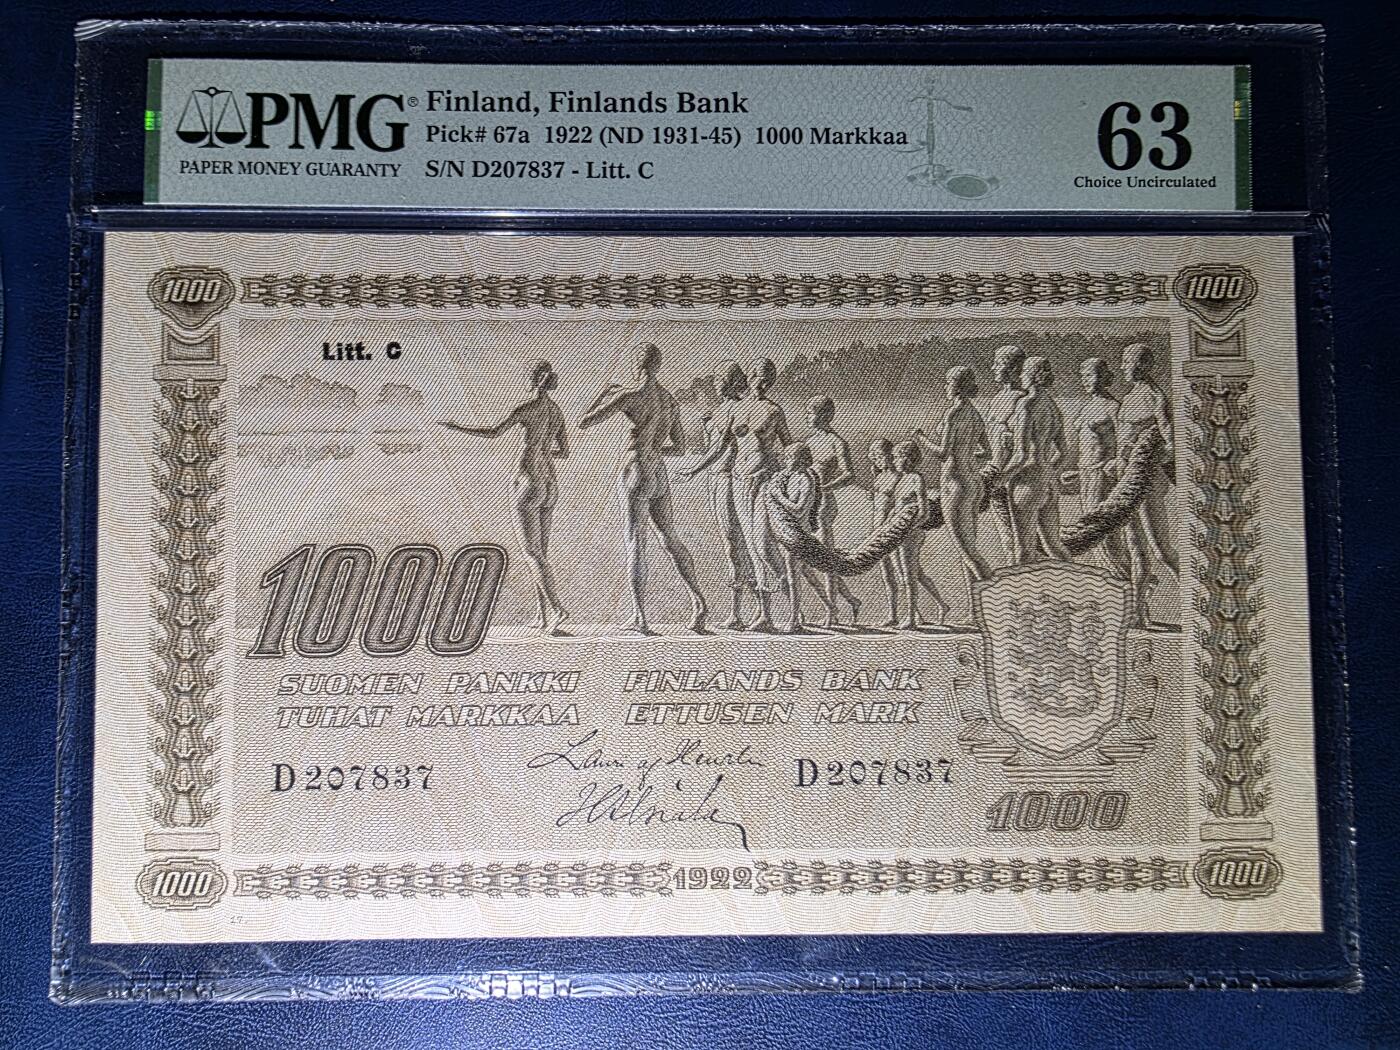 PMG®
PAPER MONEY GUARANTY
Finland, Finlands Bank
Pick# 67a 1922 (ND 1931-45) 1000 Markkaa
S/N D207837 - Litt. C
63
Choice Uncirculated
1000 1000
Litt. C
1000
SUOMEN PANKKI FINLANDS BANK
TUHAT MARKKAA ETTUSEN MARK
D207837 D207837
1000
1000 1922 1000
17